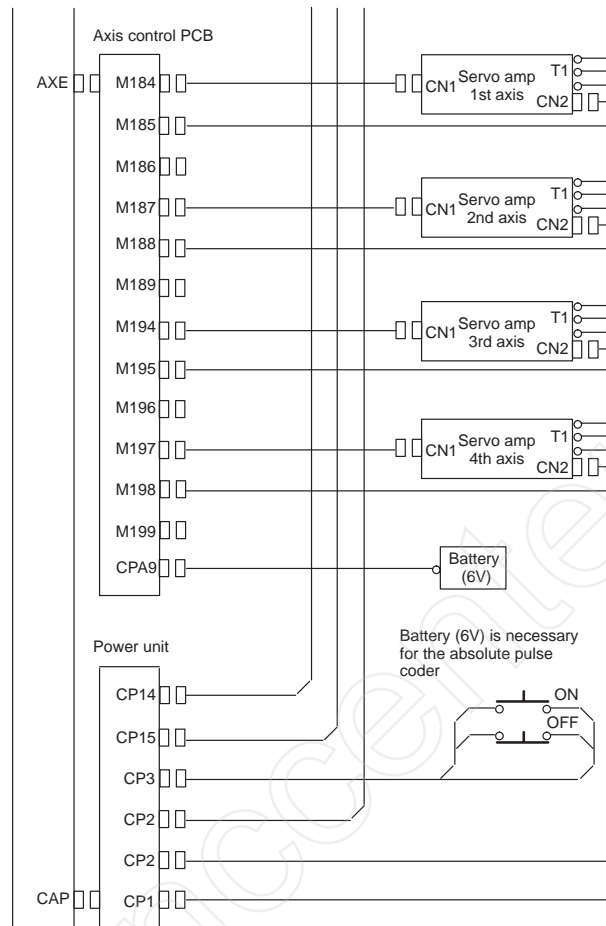 Axis control PCB
AXE
M184
CN1
Servo amp
1st axis
T1
CN2
M185
M186
M187
CN1
Servo amp
2nd axis
T1
CN2
M188
M189
M194
CN1
Servo amp
3rd axis
T1
CN2
M195
M196
M197
CN1
Servo amp
4th axis
T1
CN2
M198
M199
CPA9
Battery
(6V)
Power unit
Battery (6V) is necessary
for the absolute pulse
coder
CP14
ON
CP15
OFF
CP3
CP2
CP2
CAP
CP1